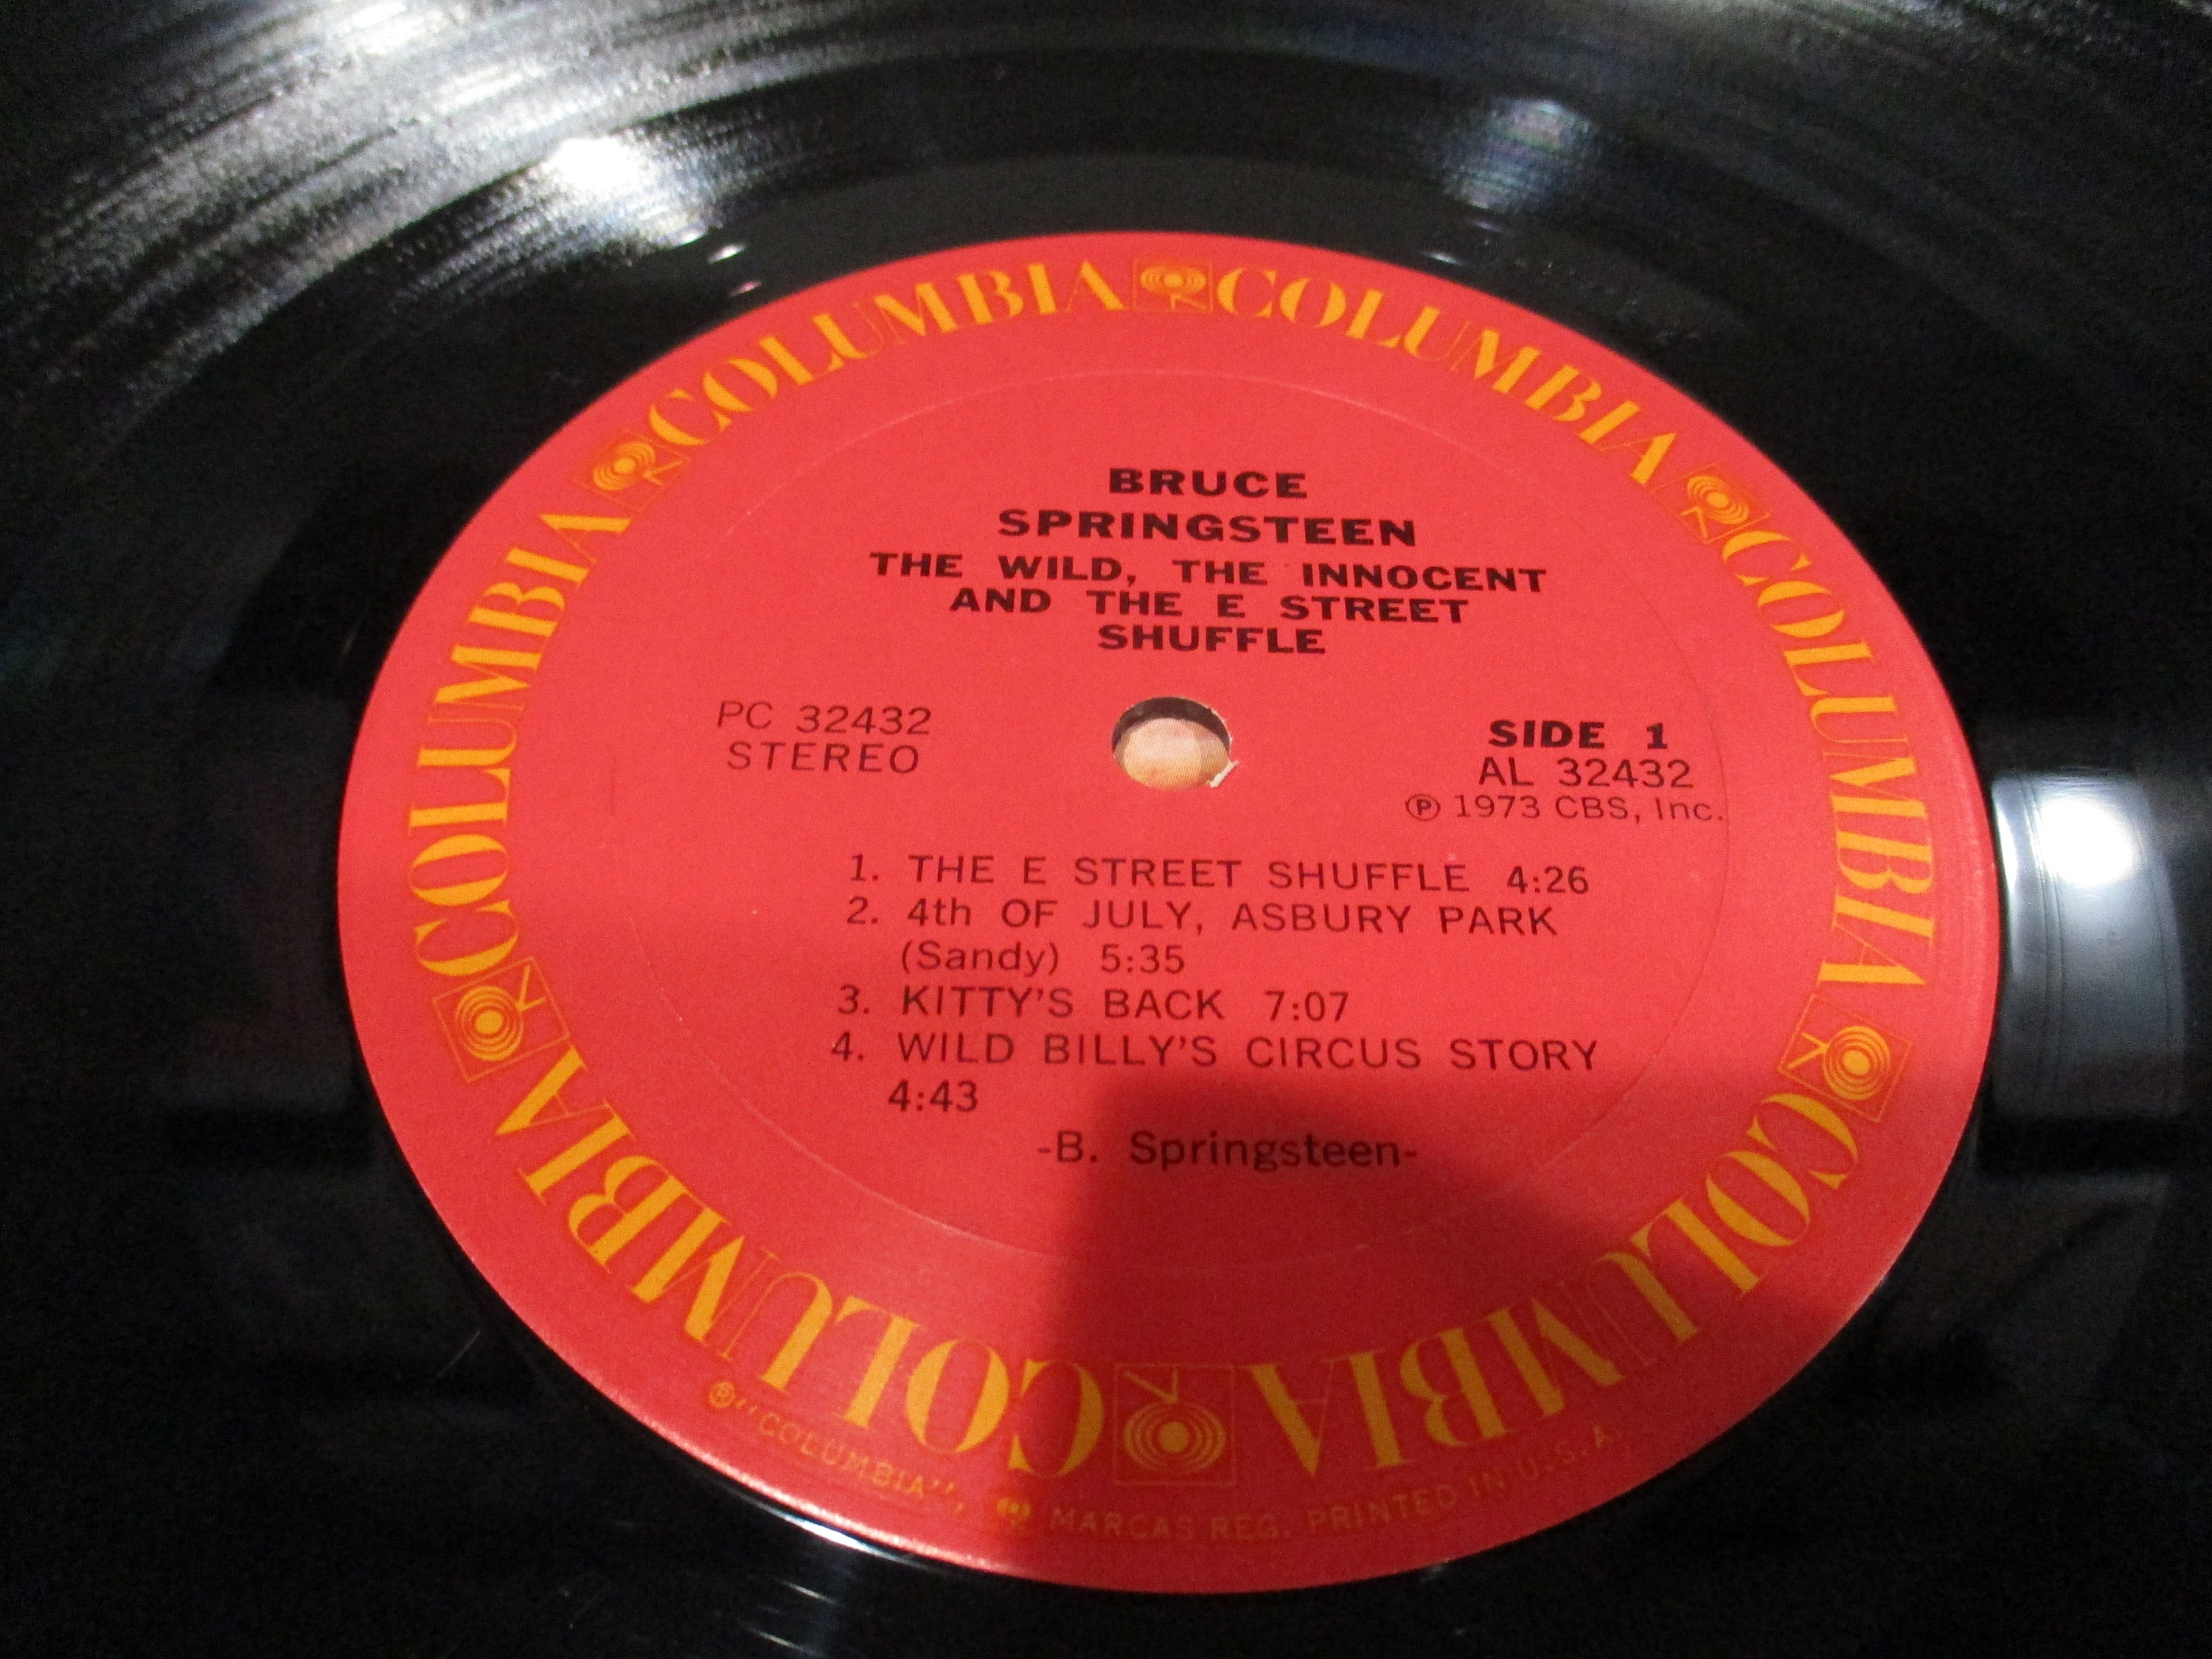 COLUMBIA COLUMBIA COLUMBIA COLUMBIA COLUMBIA COLUMBIA
BRUCE
SPRINGSTEEN
THE WILD, THE INNOCENT
AND THE E STREET
SHUFFLE
PC 32432
STEREO
SIDE 1
AL 32432
℗ 1973 CBS, Inc.
1. THE E STREET SHUFFLE 4:26
2. 4th OF JULY, ASBURY PARK
(Sandy) 5:35
3. KITTY'S BACK 7:07
4. WILD BILLY'S CIRCUS STORY
4:43
-B. Springsteen-
® "COLUMBIA", MARCAS REG. PRINTED IN U.S.A.